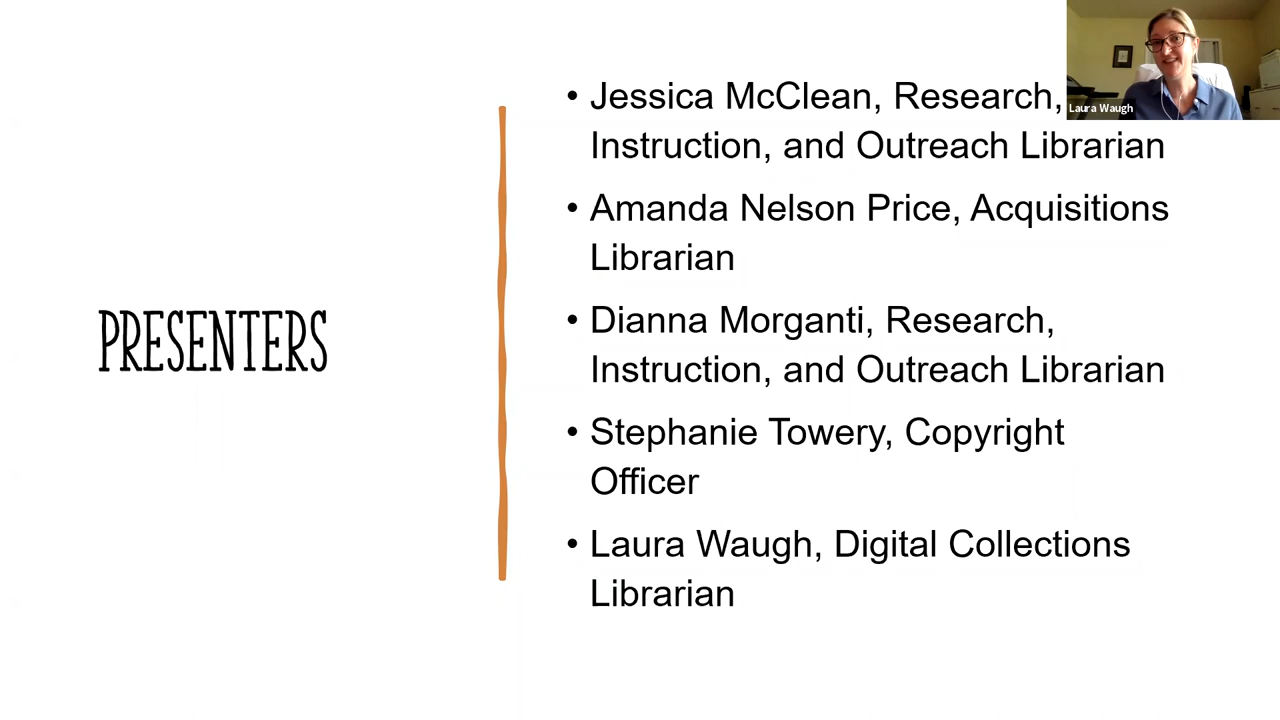 PRESENTERS
• Jessica McClean, Research,
Instruction, and Outreach Librarian
• Amanda Nelson Price, Acquisitions
Librarian
• Dianna Morganti, Research,
Instruction, and Outreach Librarian
• Stephanie Towery, Copyright
Officer
• Laura Waugh, Digital Collections
Librarian
Laura Waugh